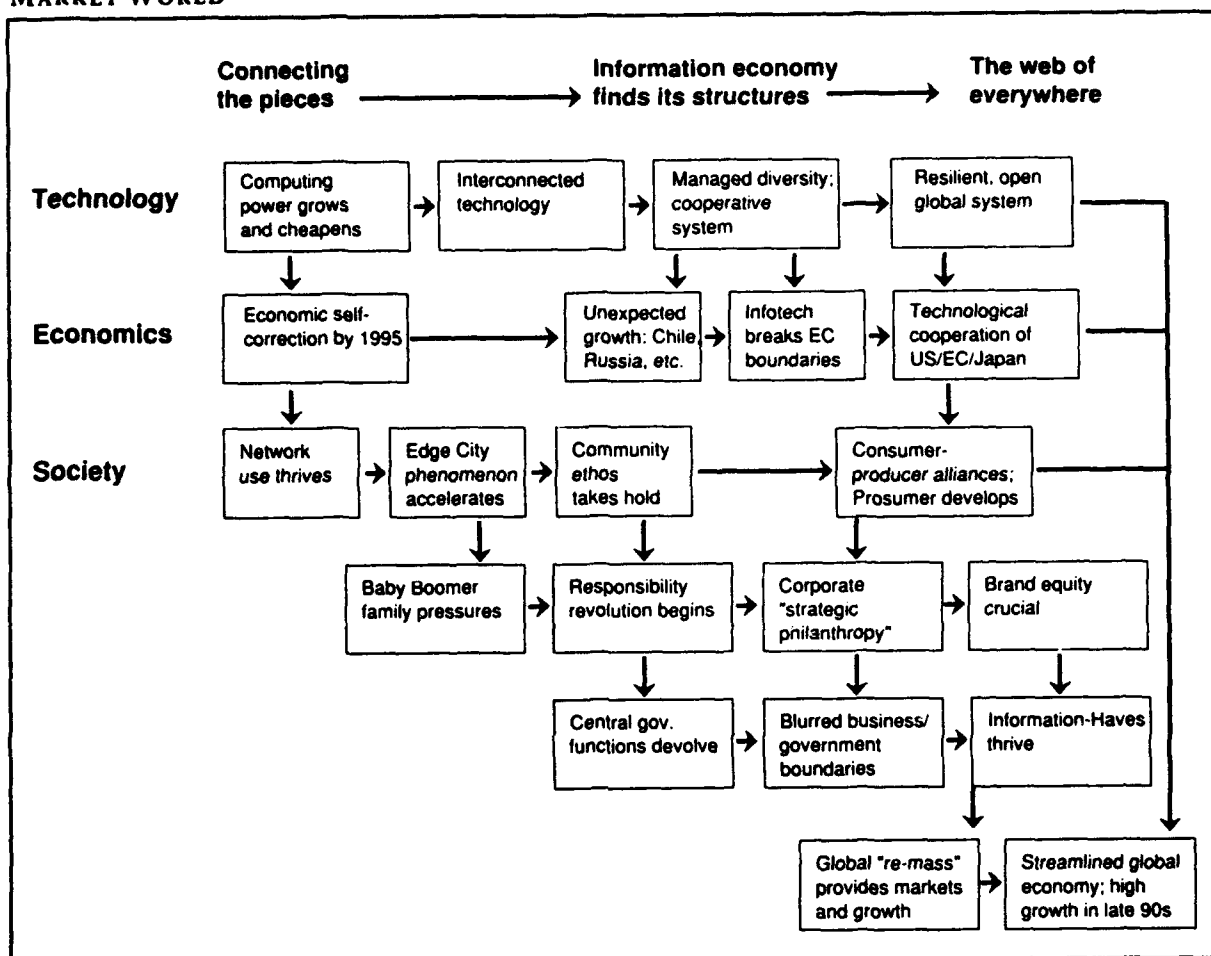 MARKET WORLD
Connecting
the pieces
Information economy
finds its structures
The web of
everywhere
Technology
Computing
power grows
and cheapens
Interconnected
technology
Managed diversity;
cooperative
system
Resilient, open
global system
Economics
Economic self-
correction by 1995
Unexpected
growth: Chile,
Russia, etc.
Infotech
breaks EC
boundaries
Technological
cooperation of
US/EC/Japan
Society
Network
use thrives
Edge City
phenomenon
accelerates
Community
ethos
takes hold
Consumer-
producer alliances;
Prosumer develops
Baby Boomer
family pressures
Responsibility
revolution begins
Corporate
"strategic
philanthropy"
Brand equity
crucial
Central gov.
functions devolve
Blurred business/
government
boundaries
Information-Haves
thrive
Global "re-mass"
provides markets
and growth
Streamlined global
economy; high
growth in late 90s